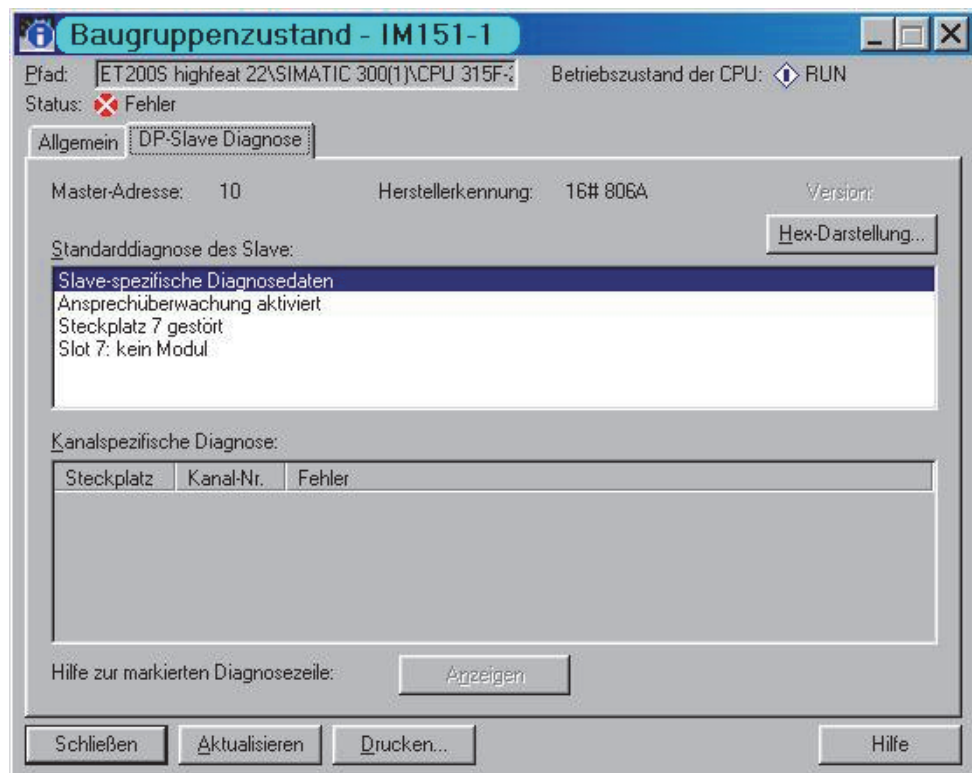 Baugruppenzustand - IM151-1
Pfad: ET200S highfeat 22\SIMATIC 300(1)\CPU 315F- Betriebszustand der CPU: RUN
Status: Fehler
Allgemein DP-Slave Diagnose
Master-Adresse: 10 Herstellerkennung: 16# 806A Version:
Standarddiagnose des Slave: Hex-Darstellung...
Slave-spezifische Diagnosedaten
Ansprechüberwachung aktiviert
Steckplatz 7 gestört
Slot 7: kein Modul
Kanalspezifische Diagnose:
Steckplatz Kanal-Nr. Fehler
Hilfe zur markierten Diagnosezeile: Anzeigen
Schließen Aktualisieren Drucken... Hilfe